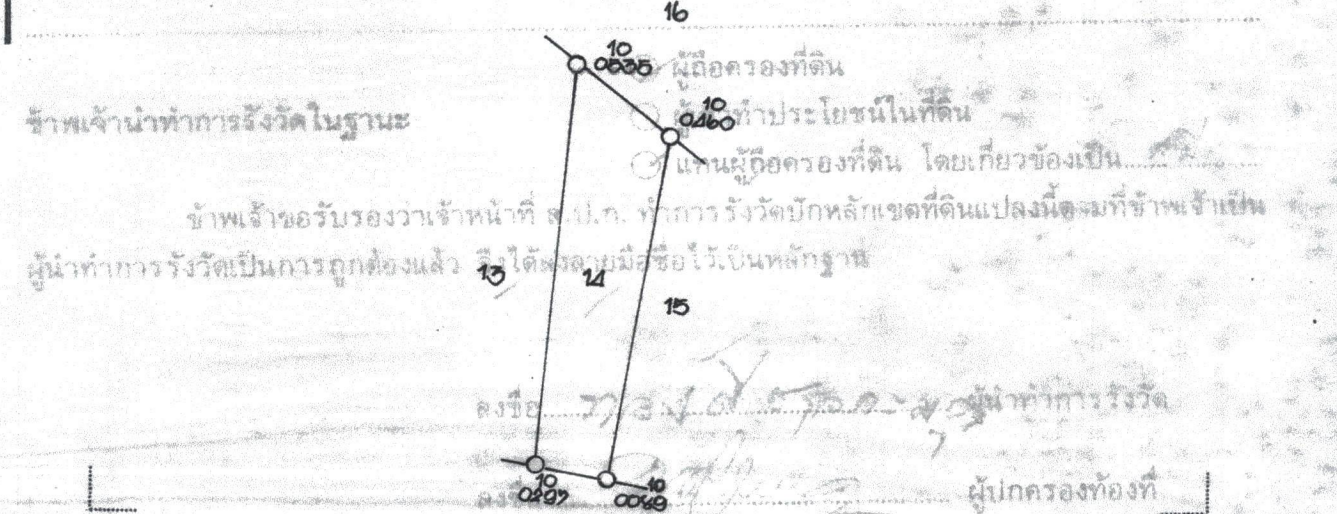 16
10
0535 ผู้ถือครองที่ดิน
ข้าพเจ้านำทำการรังวัดในฐานะ
10
0460 ทำประโยชน์ในที่ดิน
แทนผู้ถือครองที่ดิน โดยเกี่ยวข้องเป็น
ข้าพเจ้าขอรับรองว่าเจ้าหน้าที่ ส.ป.ก. ทำการรังวัดปักหลักเขตที่ดินแปลงนี้ตามที่ข้าพเจ้าเป็น
ผู้นำทำการรังวัดเป็นการถูกต้องแล้ว จึงได้ลงลายมือชื่อไว้เป็นหลักฐาน
13 14
15
ลงชื่อ ผู้นำทำการรังวัด
10 10
ลงชื่อ ผู้ปกครองท้องที่